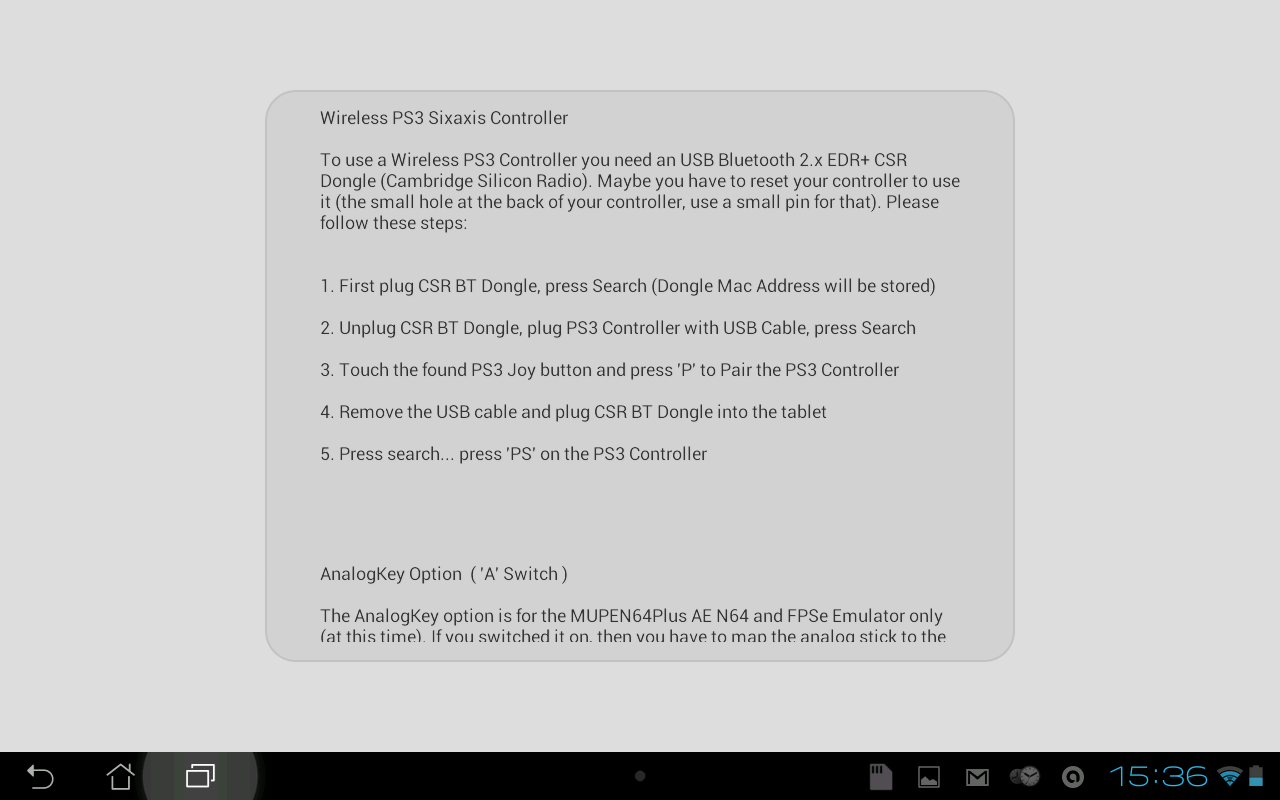 Wireless PS3 Sixaxis Controller
To use a Wireless PS3 Controller you need an USB Bluetooth 2.x EDR+ CSR
Dongle (Cambridge Silicon Radio). Maybe you have to reset your controller to use
it (the small hole at the back of your controller, use a small pin for that). Please
follow these steps:
1. First plug CSR BT Dongle, press Search (Dongle Mac Address will be stored)
2. Unplug CSR BT Dongle, plug PS3 Controller with USB Cable, press Search
3. Touch the found PS3 Joy button and press 'P' to Pair the PS3 Controller
4. Remove the USB cable and plug CSR BT Dongle into the tablet
5. Press search... press 'PS' on the PS3 Controller
AnalogKey Option  ( 'A' Switch )
The AnalogKey option is for the MUPEN64Plus AE N64 and FPSe Emulator only
(at this time). If you switched it on, then you have to map the analog stick to the
15:36